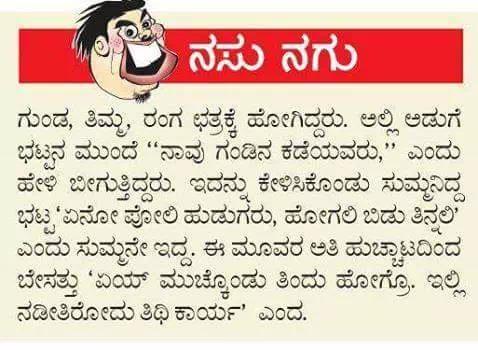 ನಸು ನಗು
ಗುಂಡ, ತಿಮ್ಮ, ರಂಗ ಛತ್ರಕ್ಕೆ ಹೋಗಿದ್ದರು. ಅಲ್ಲಿ ಅಡುಗೆ
ಭಟ್ಟನ ಮುಂದೆ "ನಾವು ಗಂಡಿನ ಕಡೆಯವರು," ಎಂದು
ಹೇಳಿ ಬೀಗುತ್ತಿದ್ದರು. ಇದನ್ನು ಕೇಳಿಸಿಕೊಂಡು ಸುಮ್ಮನಿದ್ದ
ಭಟ್ಟ 'ಏನೋ ಪೋಲಿ ಹುಡುಗರು, ಹೋಗಲಿ ಬಿಡು ತಿನ್ನಲಿ'
ಎಂದು ಸುಮ್ಮನೇ ಇದ್ದ. ಈ ಮೂವರ ಅತಿ ಹುಚ್ಚಾಟದಿಂದ
ಬೇಸತ್ತು 'ಏಯ್ ಮುಚ್ಕೊಂಡು ತಿಂದು ಹೋಗ್ರೊ. ಇಲ್ಲಿ
ನಡೀತಿರೋದು ತಿಥಿ ಕಾರ್ಯ' ಎಂದ.